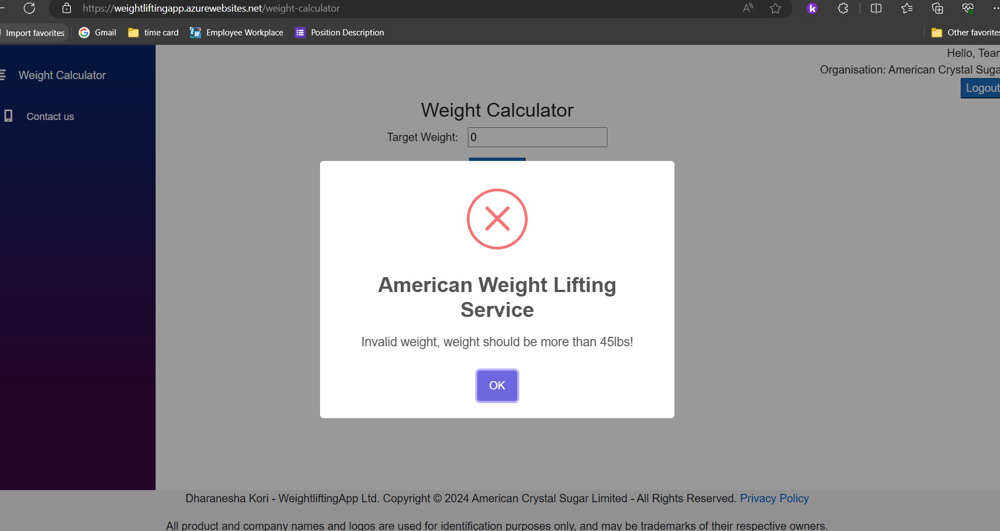 https://weightliftingapp.azurewebsites.net/weight-calculator
Import favorites Gmail time card Employee Workplace Position Description Other favorites
Hello, Team
Organisation: American Crystal Suga
Logout
Weight Calculator
Contact us
Weight Calculator
Target Weight: 0
American Weight Lifting
Service
Invalid weight, weight should be more than 45lbs!
OK
Dharanesha Kori - WeightliftingApp Ltd. Copyright © 2024 American Crystal Sugar Limited - All Rights Reserved. Privacy Policy
All product and company names and logos are used for identification purposes only, and may be trademarks of their respective owners.